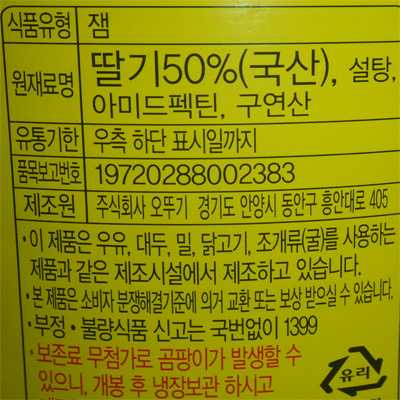 식품유형 잼
원재료명 딸기50%(국산), 설탕,
아미드펙틴, 구연산
유통기한 우측 하단 표시일까지
품목보고번호 19720288002383
제조원 주식회사 오뚜기 경기도 안양시 동안구 흥안대로 405
·이 제품은 우유, 대두, 밀, 닭고기, 조개류(굴)를 사용하는
제품과 같은 제조시설에서 제조하고 있습니다.
·본 제품은 소비자 분쟁해결기준에 의거 교환 또는 보상 받으실 수 있습니다.
·부정·불량식품 신고는 국번없이 1399
·보존료 무첨가로 곰팡이가 발생할 수
있으니, 개봉 후 냉장보관 하시고
유리